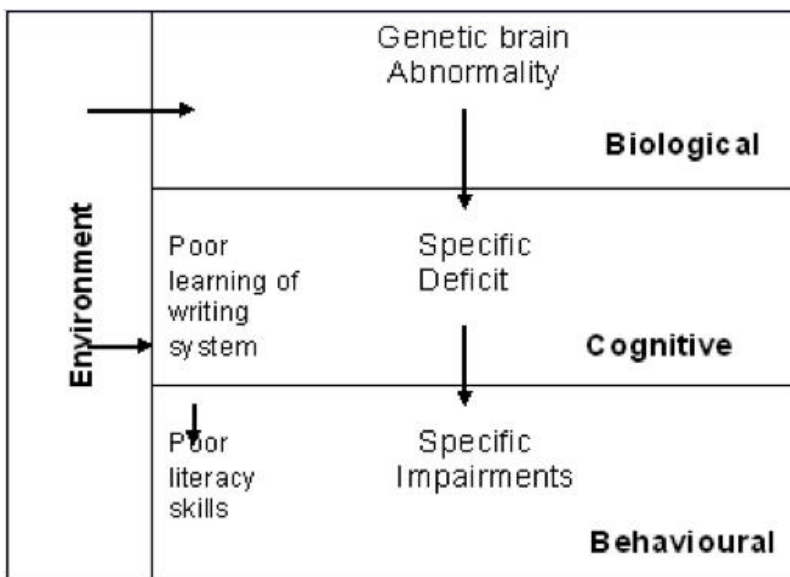 Genetic brain
Abnormality
Biological
Environment
Poor
learning of
writing
system
Specific
Deficit
Cognitive
Poor
literacy
skills
Specific
Impairments
Behavioural